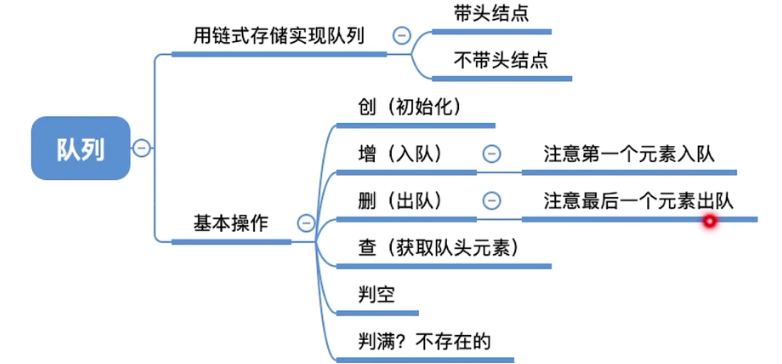 队列
用链式存储实现队列
带头结点
不带头结点
基本操作
创（初始化）
增（入队）
注意第一个元素入队
删（出队）
注意最后一个元素出队
查（获取队头元素）
判空
判满？不存在的